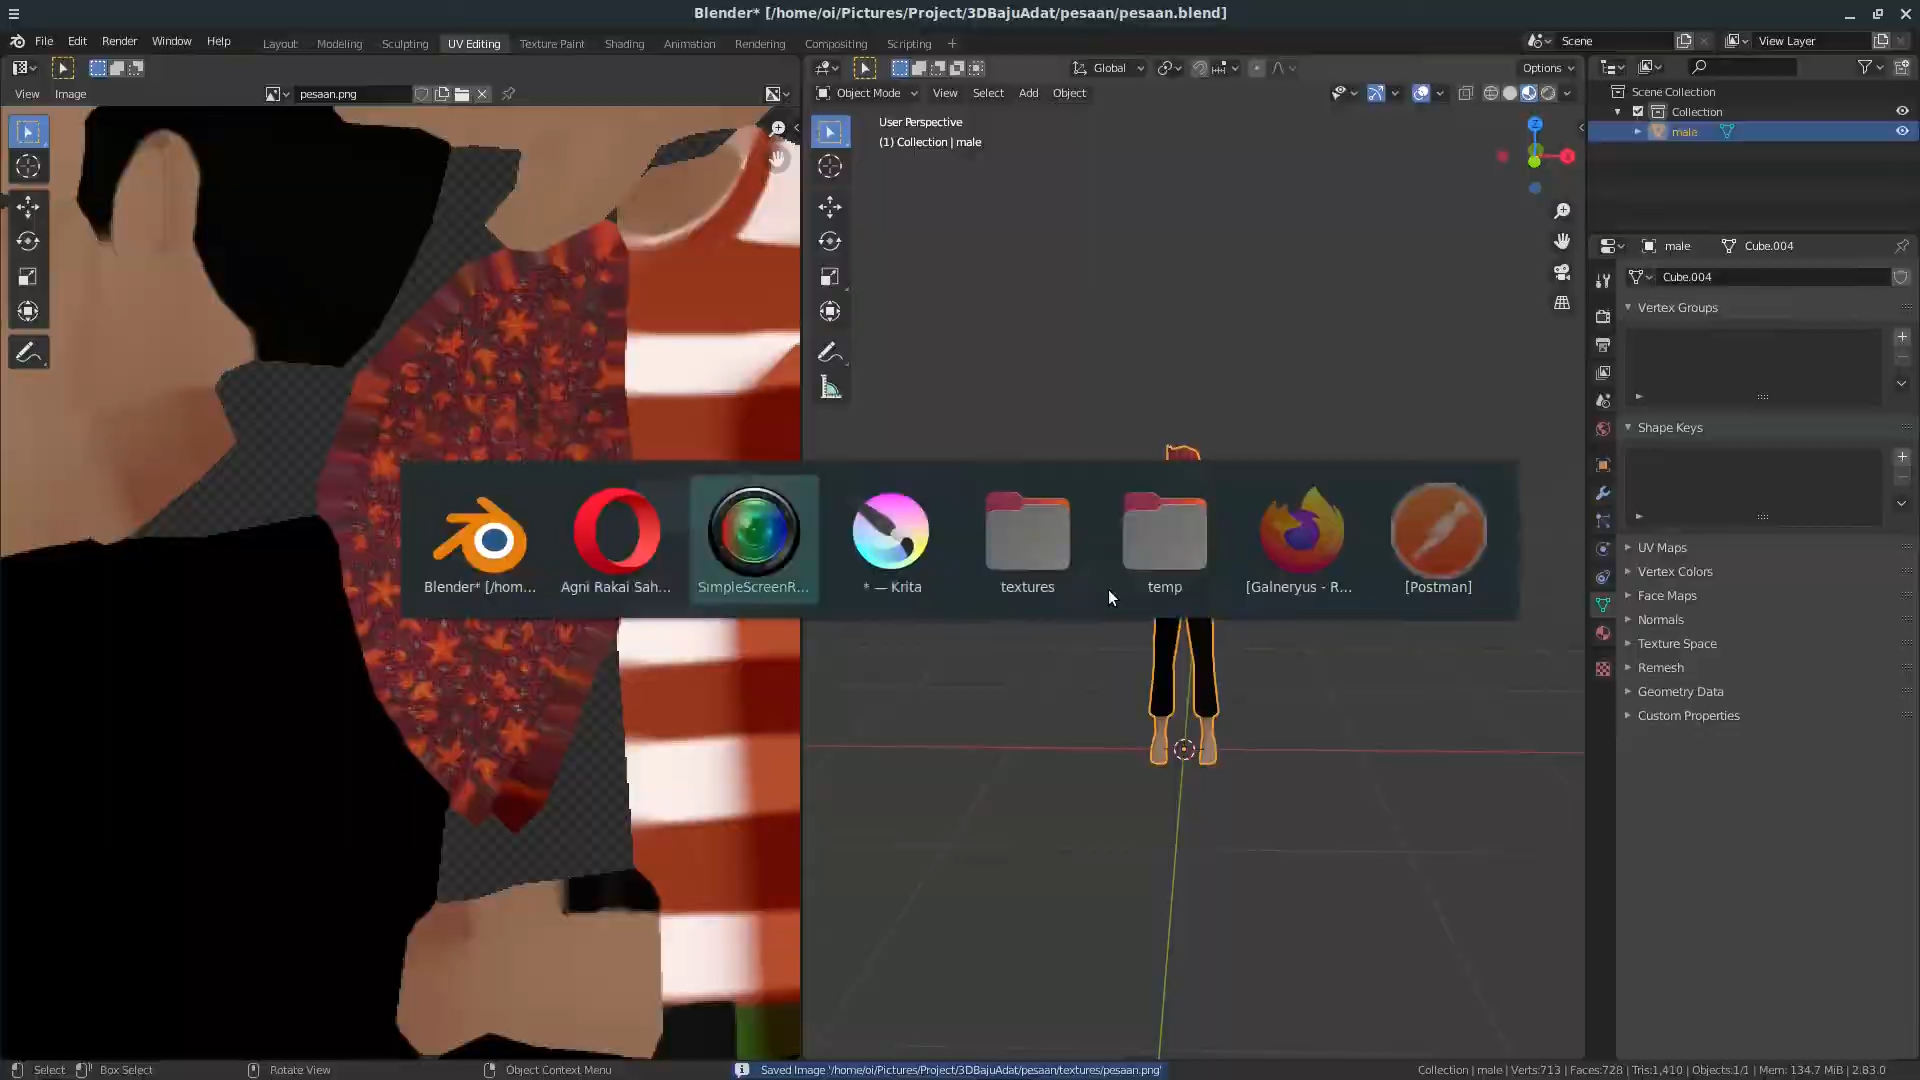 Blender* [/home/oi/Pictures/Project/3DBajuAdat/pesaan/pesaan.blend]
File Edit Render Window Help
Layout Modeling Sculpting UV Editing Texture Paint Shading Animation Rendering Compositing Scripting +
Scene
View Layer
Global
Options
View Image
pesaan.png
Object Mode View Select Add Object
User Perspective
(1) Collection | male
Z
X
Scene Collection
Collection
male
male Cube.004
Cube.004
Vertex Groups
Shape Keys
UV Maps
Vertex Colors
Face Maps
Normals
Texture Space
Remesh
Geometry Data
Custom Properties
Blender* [/hom...
Agni Rakai Sah...
SimpleScreenR...
* — Krita
textures
temp
[Galneryus - R...
[Postman]
Select Box Select Rotate View Object Context Menu
Saved Image '/home/oi/Pictures/Project/3DBajuAdat/pesaan/textures/pesaan.png'
Collection | male | Verts:713 | Faces:728 | Tris:1,410 | Objects:1/1 | Mem: 134.7 MiB | 2.83.0